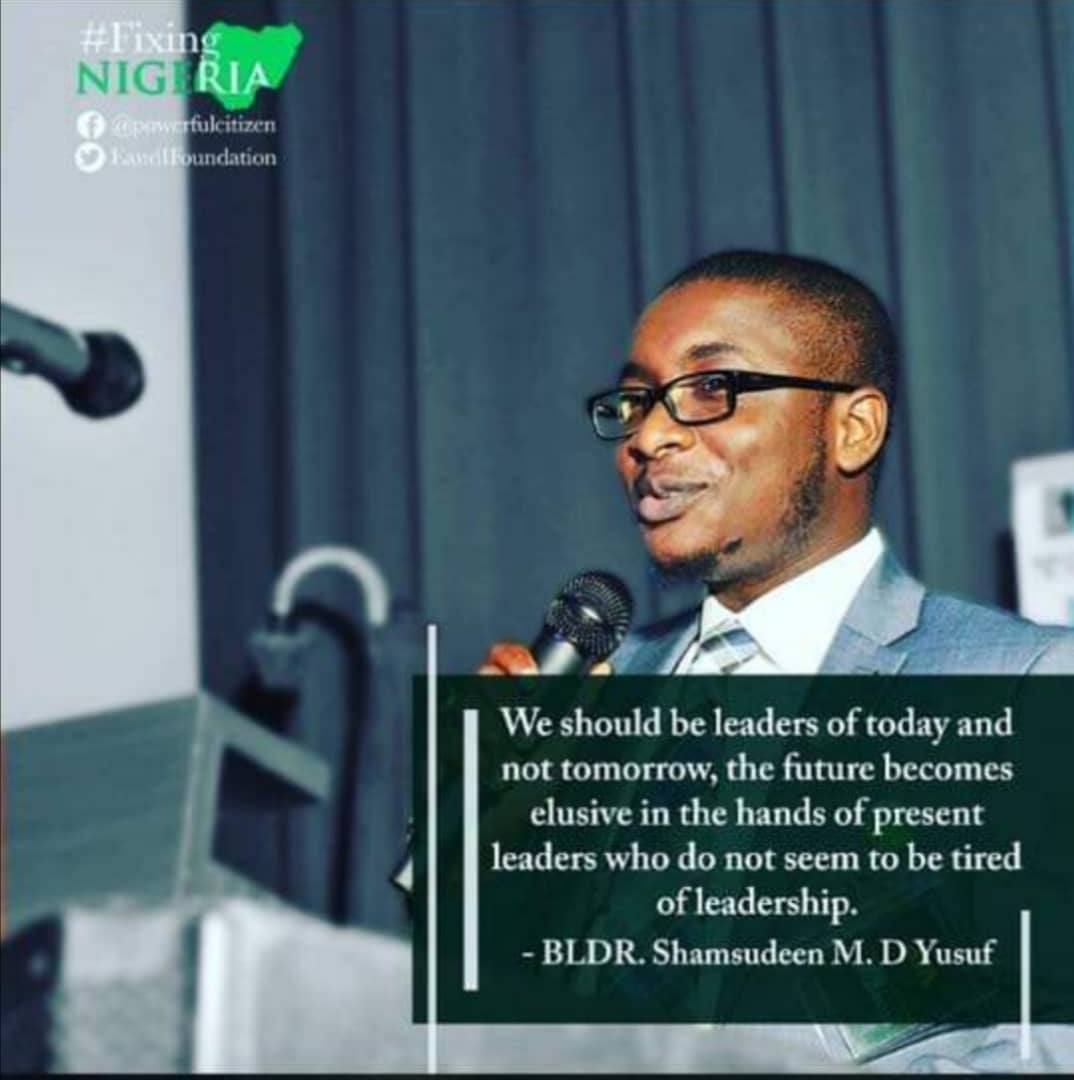 #Fixing
NIGERIA
@powerfulcitizen
EandIFoundation
We should be leaders of today and
not tomorrow, the future becomes
elusive in the hands of present
leaders who do not seem to be tired
of leadership.
- BLDR. Shamsudeen M. D Yusuf